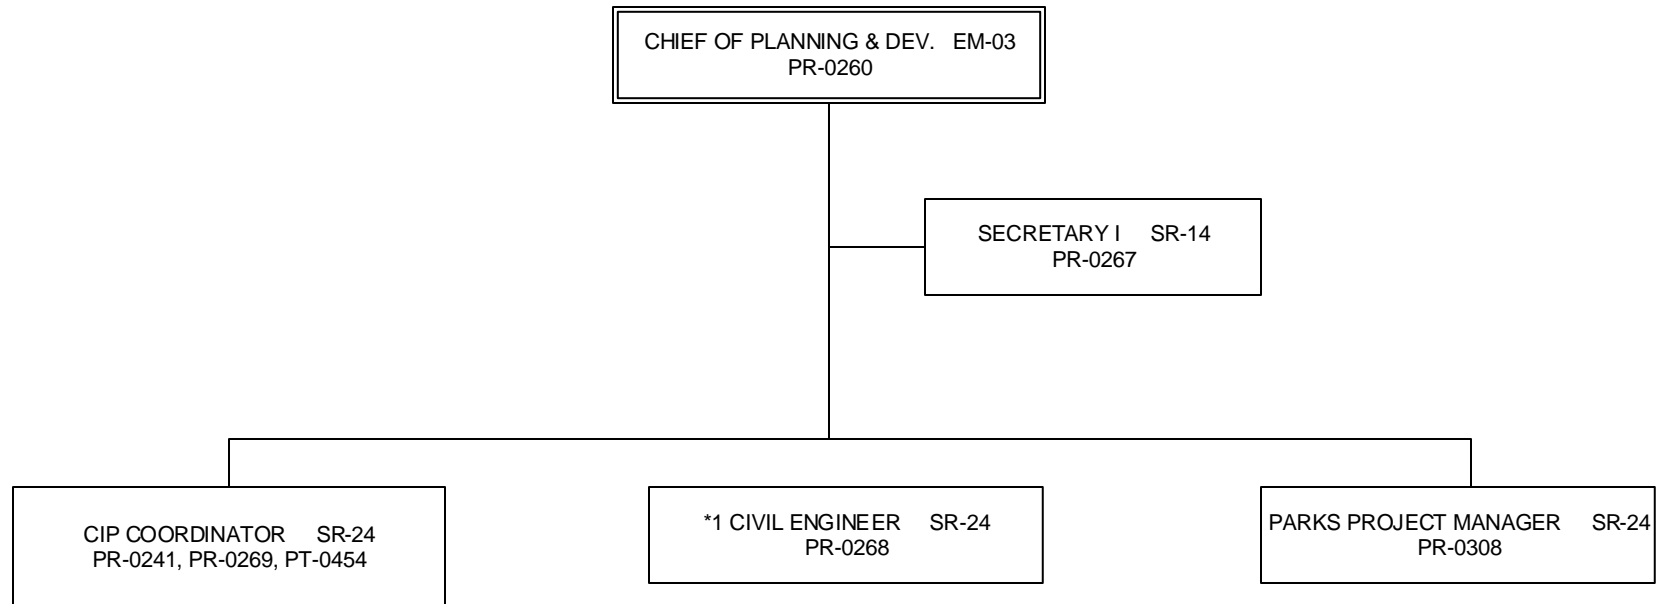 CHIEF OF PLANNING & DEV. EM-03
PR-0260
SECRETARY I SR-14
PR-0267
CIP COORDINATOR SR-24
PR-0241, PR-0269, PT-0454
*1 CIVIL ENGINEER SR-24
PR-0268
PARKS PROJECT MANAGER SR-24
PR-0308